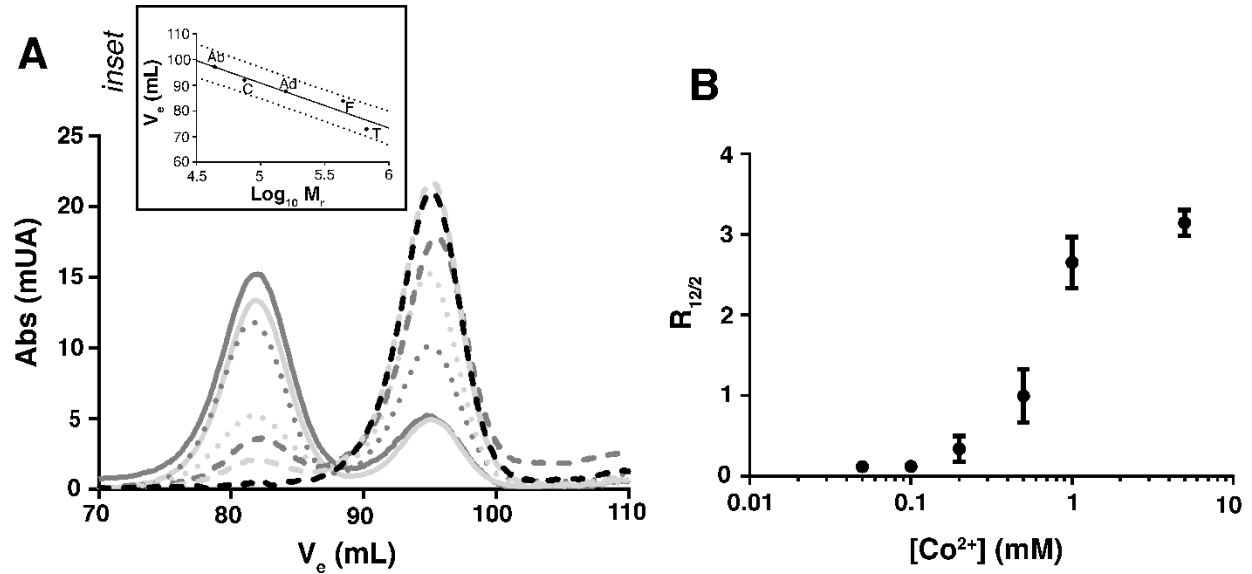 A
inset
110
100
90
80
70
60
V_e (mL)
Ab
C
Ad
F
T
4.5 5 5.5 6
Log₁₀ M_r
25
20
15
10
5
0
Abs (mUA)
70 80 90 100 110
V_e (mL)
B
4
3
2
1
0
R₁₂/₂
0.01 0.1 1 10
[Co²⁺] (mM)